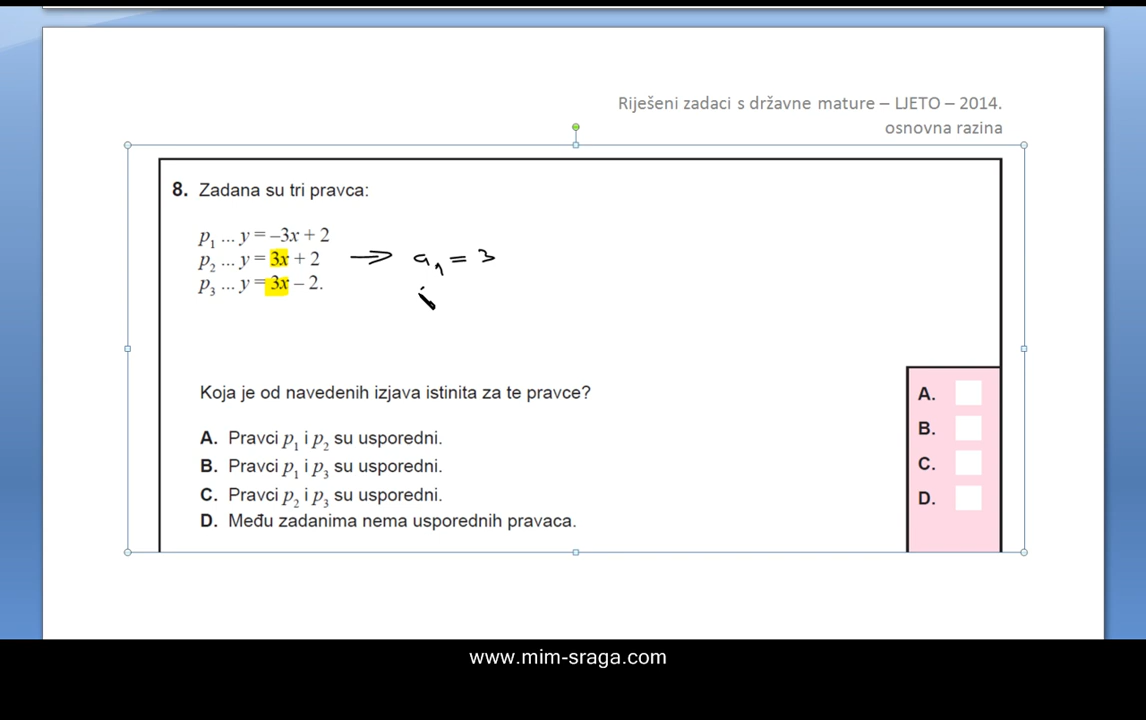 Riješeni zadaci s državne mature – LJETO – 2014.
osnovna razina
8. Zadana su tri pravca:
p₁ ... y = –3x + 2
p₂ ... y = 3x + 2 ⟹ a₁ = 3
p₃ ... y = 3x – 2. i
Koja je od navedenih izjava istinita za te pravce?
A. Pravci p₁ i p₂ su usporedni.
B. Pravci p₁ i p₃ su usporedni.
C. Pravci p₂ i p₃ su usporedni.
D. Među zadanima nema usporednih pravaca.
A.
B.
C.
D.
www.mim-sraga.com